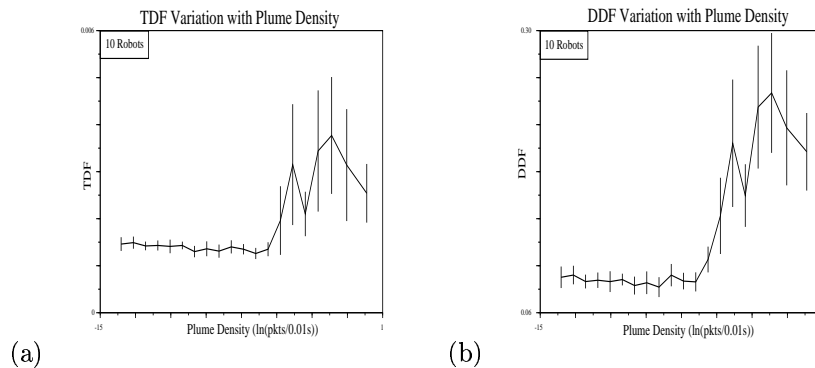 TDF Variation with Plume Density
0.006
10 Robots
TDF
0
-15
1
Plume Density (ln(pkts/0.01s))
(a)
DDF Variation with Plume Density
0.30
10 Robots
DDF
0.06
-15
Plume Density (ln(pkts/0.01s))
(b)